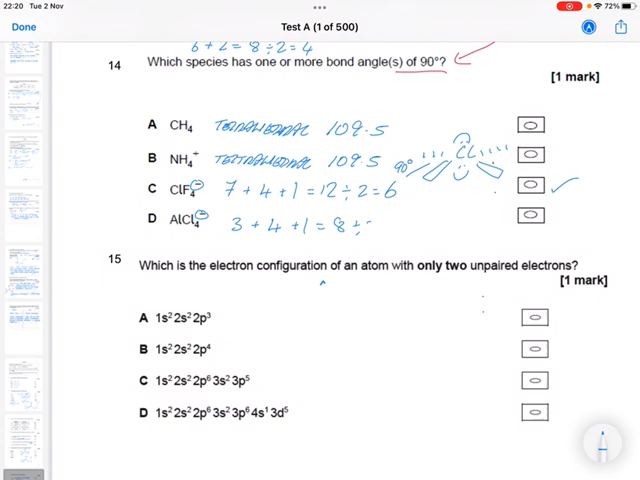 22:20 Tue 2 Nov
72%
Done
Test A (1 of 500)
6 + 2 = 8 ÷ 2 = 4
14 Which species has one or more bond angle(s) of 90°?
[1 mark]
A CH₄ TETRAHEDRAL 109.5
B NH₄⁺ TETRAHEDRAL 109.5
90°
Cl
C ClF₄⁻ 7 + 4 + 1 = 12 ÷ 2 = 6
D AlCl₄⁻ 3 + 4 + 1 = 8 ÷
15 Which is the electron configuration of an atom with only two unpaired electrons?
[1 mark]
A 1s² 2s² 2p³
B 1s² 2s² 2p⁴
C 1s² 2s² 2p⁶ 3s² 3p⁵
D 1s² 2s² 2p⁶ 3s² 3p⁶ 4s¹ 3d⁵